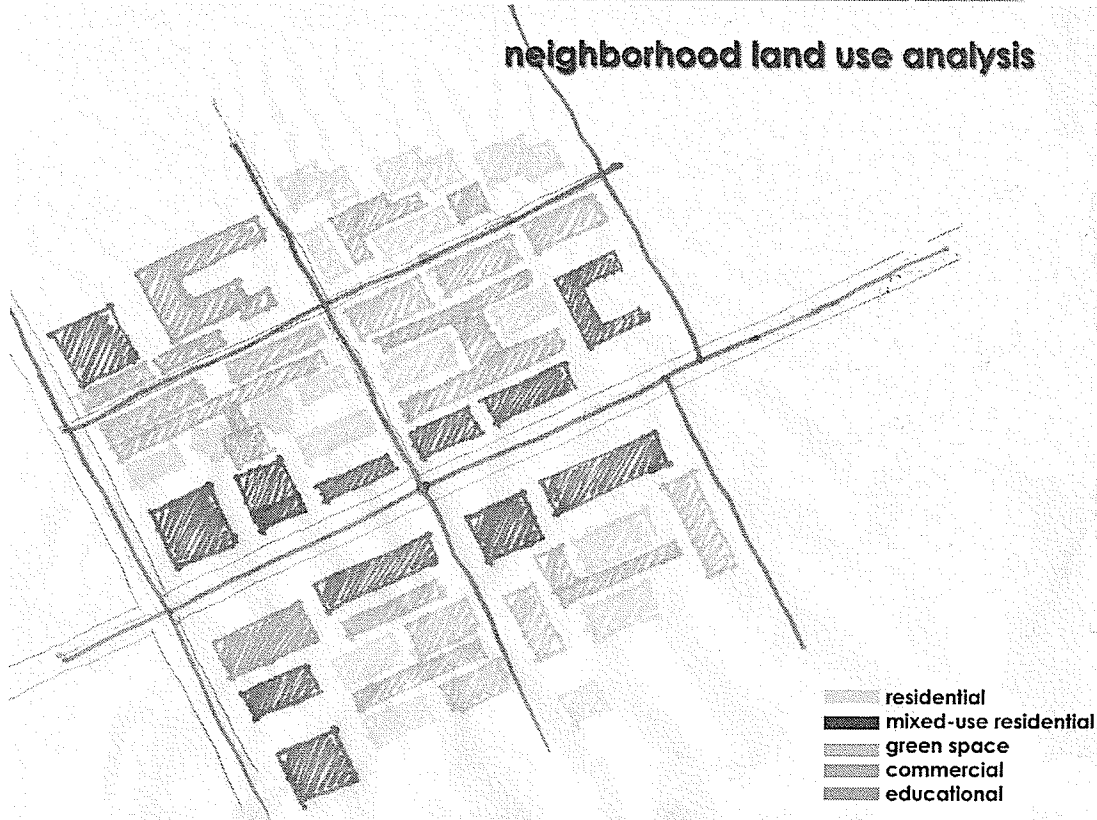 neighborhood land use analysis
residential
mixed-use residential
green space
commercial
educational